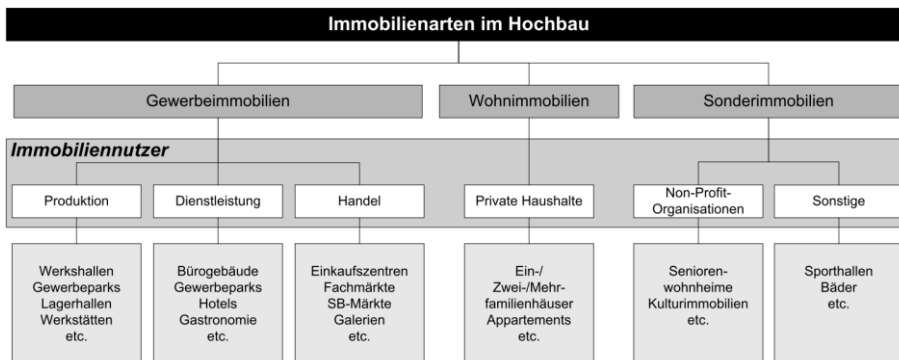 Immobilienarten im Hochbau
Gewerbeimmobilien
Wohnimmobilien
Sonderimmobilien
Immobiliennutzer
Produktion
Dienstleistung
Handel
Private Haushalte
Non-Profit-
Organisationen
Sonstige
Werkshallen
Gewerbeparks
Lagerhallen
Werkstätten
etc.
Bürogebäude
Gewerbeparks
Hotels
Gastronomie
etc.
Einkaufszentren
Fachmärkte
SB-Märkte
Galerien
etc.
Ein-/
Zwei-/Mehr-
familienhäuser
Appartements
etc.
Senioren-
wohnheime
Kulturimmobilien
etc.
Sporthallen
Bäder
etc.